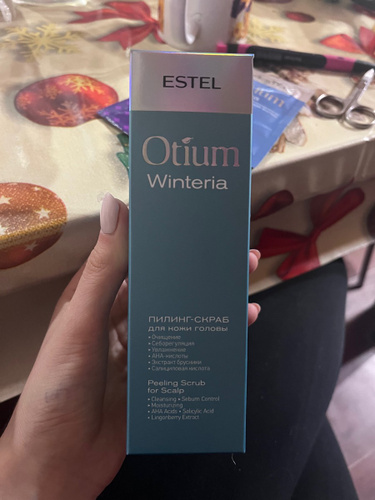 ESTEL
Otium
Winteria
ПИЛИНГ-СКРАБ
для кожи головы
• Очищение
• Себорегуляция
• Увлажнение
• АНА-кислоты
• Экстракт брусники
• Салициловая кислота
Peeling Scrub
for Scalp
• Cleansing • Sebum Control
• Moisturizing
• AHA Acids • Salicylic Acid
• Lingonberry Extract